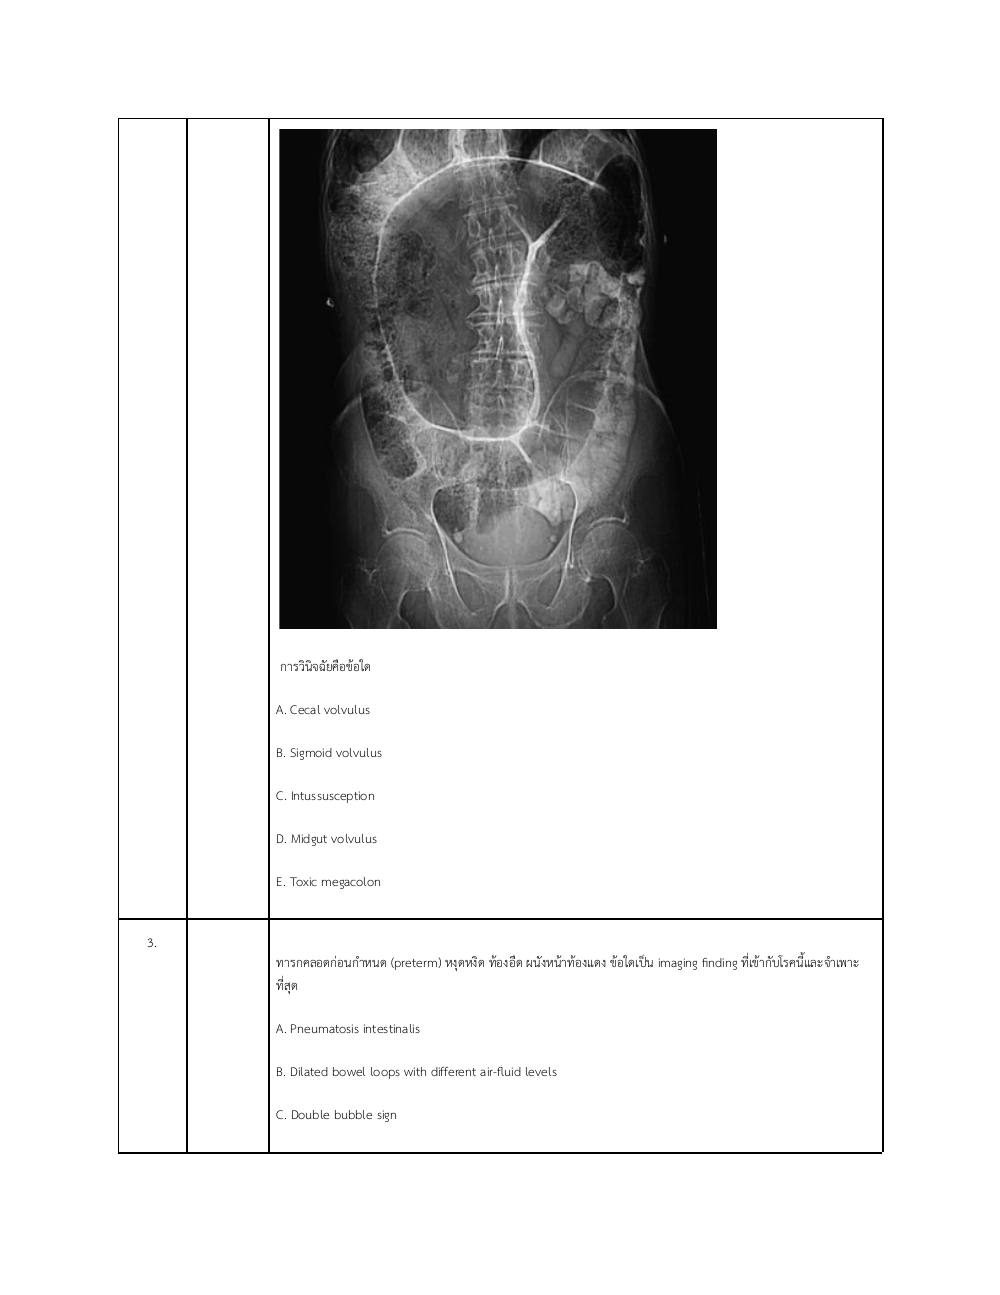 การวินิจฉัยคือข้อใด
A. Cecal volvulus
B. Sigmoid volvulus
C. Intussusception
D. Midgut volvulus
E. Toxic megacolon
3.
ทารกคลอดก่อนกำหนด (preterm) หงุดหงิด ท้องอืด ผนังหน้าท้องแดง ข้อใดเป็น imaging finding ที่เข้ากับโรคนี้และจำเพาะ
ที่สุด
A. Pneumatosis intestinalis
B. Dilated bowel loops with different air-fluid levels
C. Double bubble sign